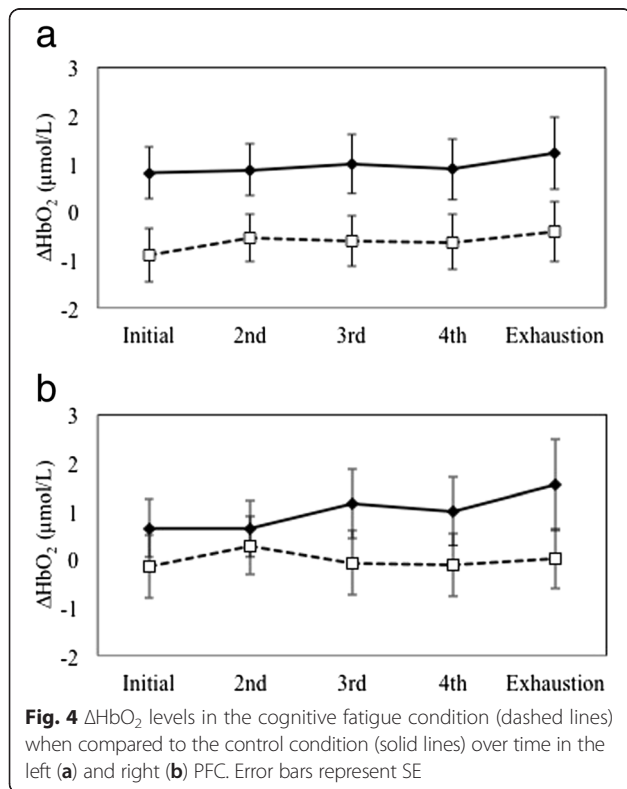 a
3
2
1
0
-1
-2
ΔHbO₂ (μmol/L)
Initial 2nd 3rd 4th Exhaustion
b
3
2
1
0
-1
-2
ΔHbO₂ (μmol/L)
Initial 2nd 3rd 4th Exhaustion
Fig. 4 ΔHbO₂ levels in the cognitive fatigue condition (dashed lines)
when compared to the control condition (solid lines) over time in the
left (a) and right (b) PFC. Error bars represent SE